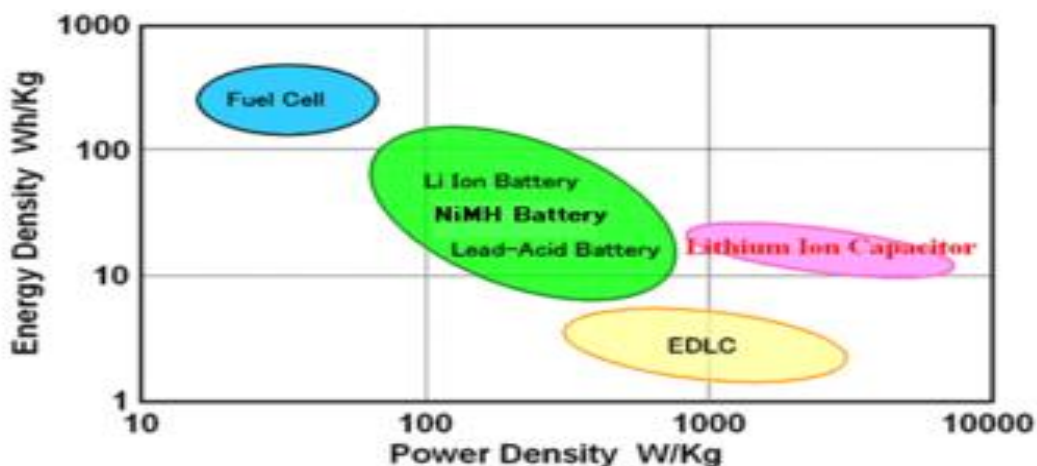 1000
Fuel Cell
100
Li Ion Battery
NiMH Battery
Lead-Acid Battery
Lithium Ion Capacitor
10
EDLC
1
10 100 1000 10000
Power Density W/Kg
Energy Density Wh/Kg